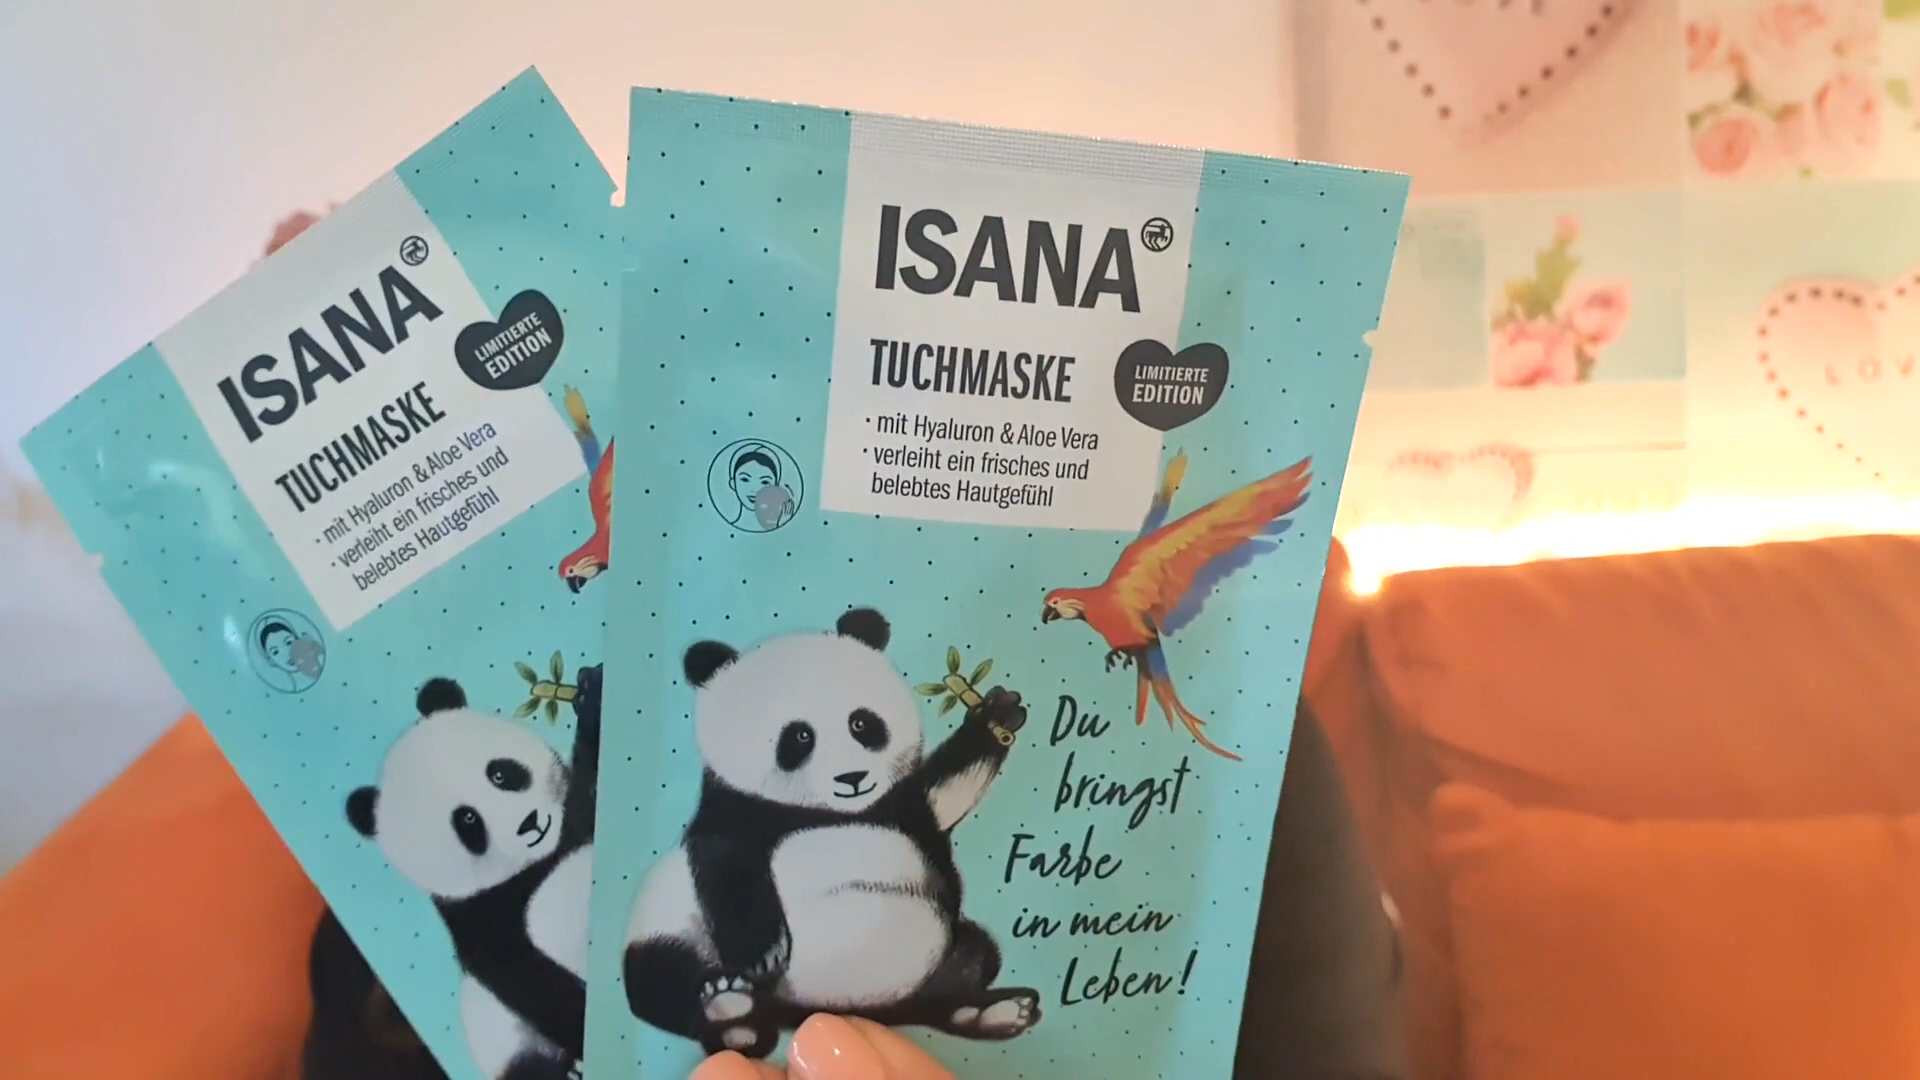 ISANA
TUCHMASKE
LIMITIERTE
EDITION
· mit Hyaluron & Aloe Vera
· verleiht ein frisches und
belebtes Hautgefühl
ISANA
TUCHMASKE
LIMITIERTE
EDITION
· mit Hyaluron & Aloe Vera
· verleiht ein frisches und
belebtes Hautgefühl
Du
bringst
Farbe
in mein
Leben!